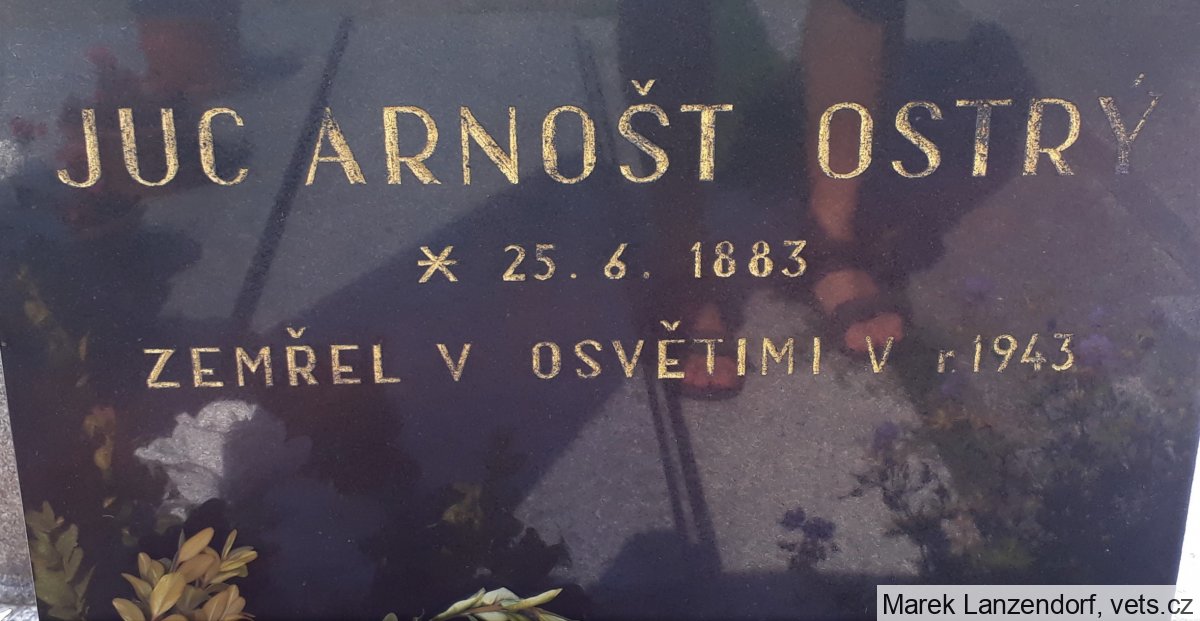 JUC ARNOŠT OSTRÝ
* 25. 6. 1883
ZEMŘEL V OSVĚTIMI V r. 1943
Marek Lanzendorf, vets.cz